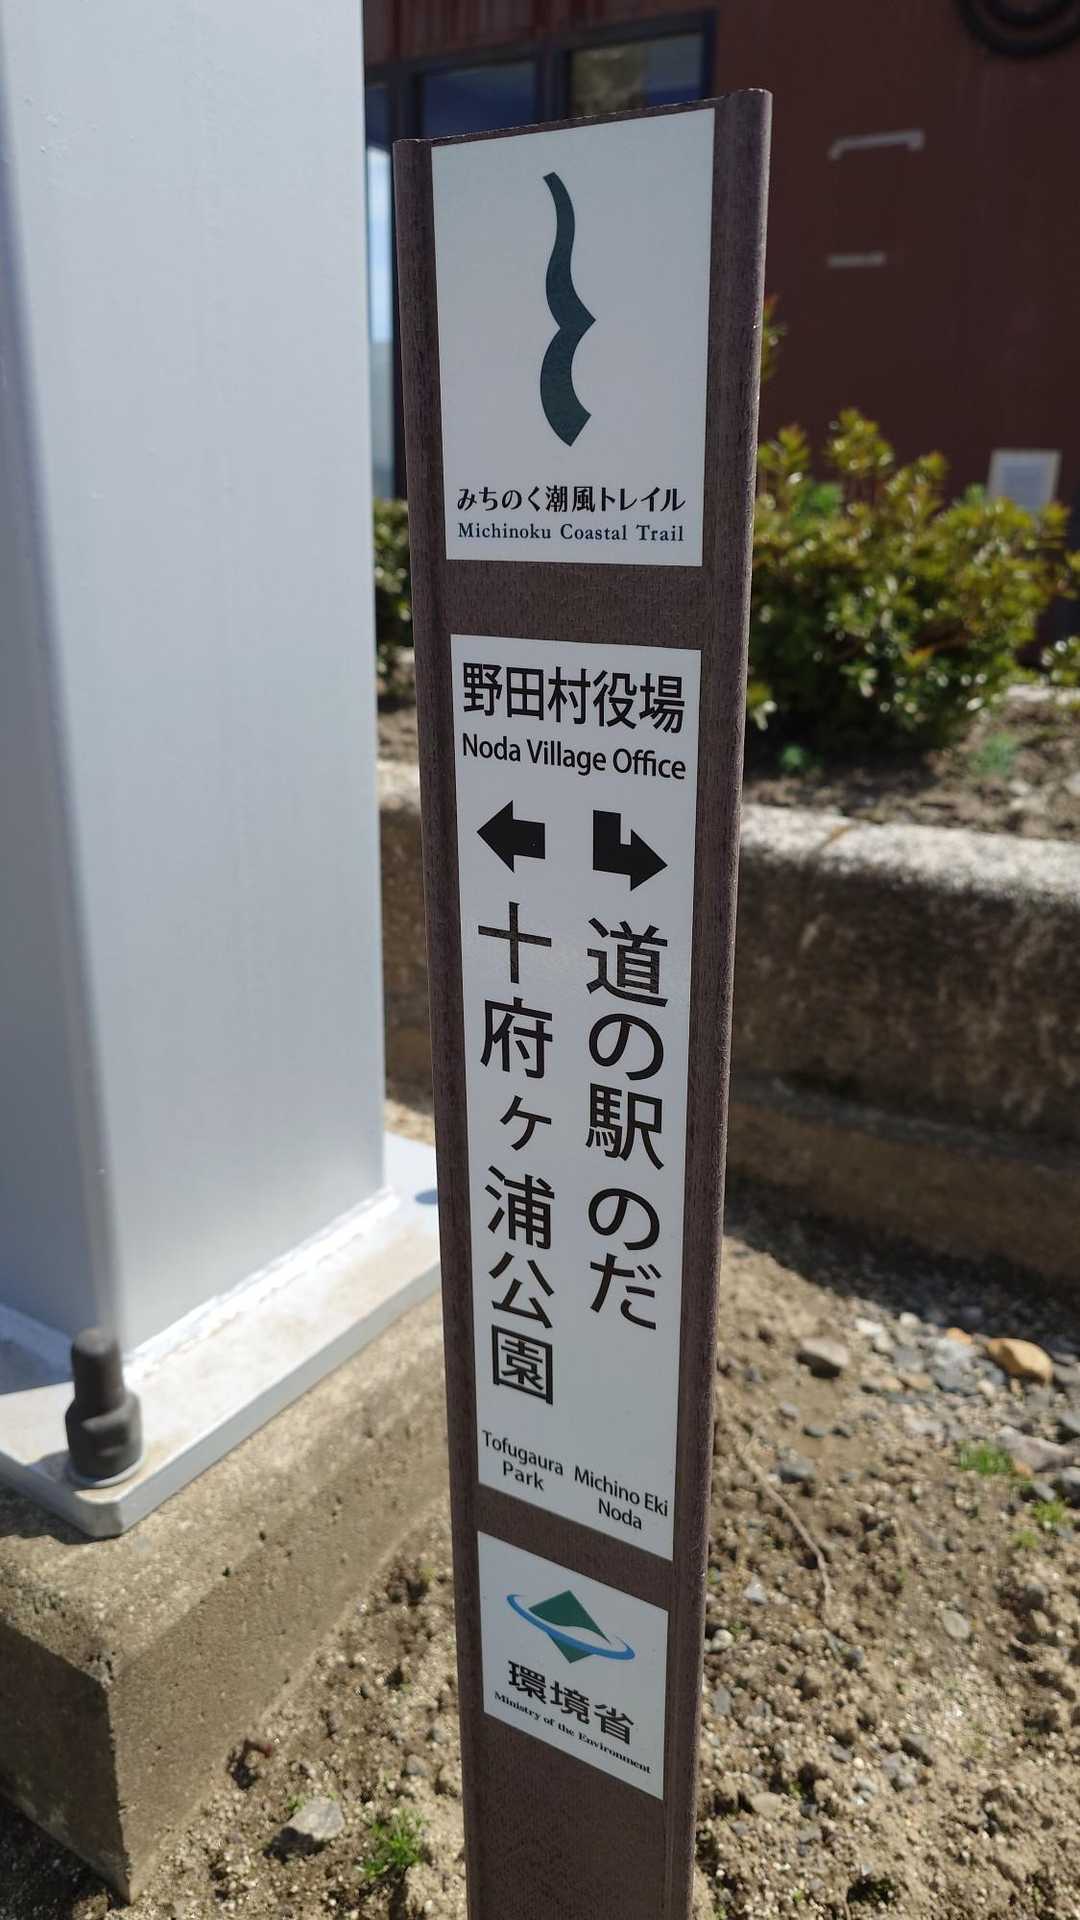 みちのく潮風トレイル
Michinoku Coastal Trail
野田村役場
Noda Village Office
道の駅 のだ
十府ヶ浦公園
Tofugaura
Park
Michino Eki
Noda
環境省
Ministry of the Environment